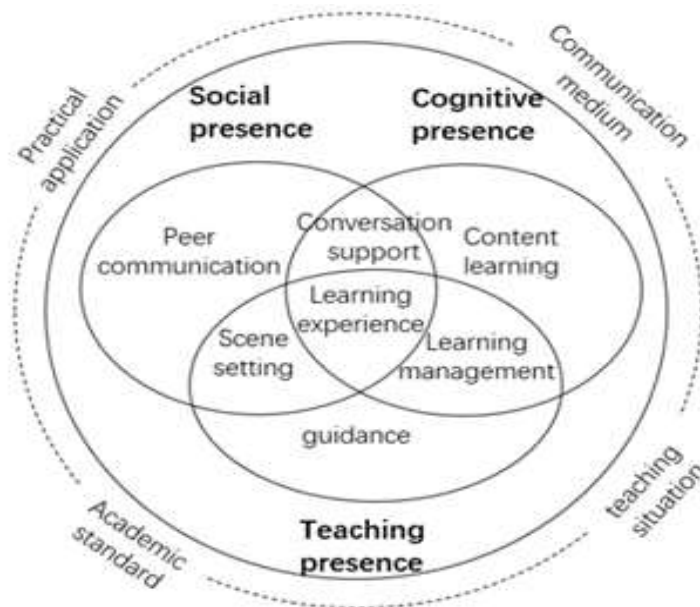 Communication
medium
Practical
application
Social
presence
Cognitive
presence
Peer
communication
Conversation
support
Content
learning
Learning
experience
Scene
setting
Learning
management
guidance
Teaching
presence
Academic
standard
teaching
situation